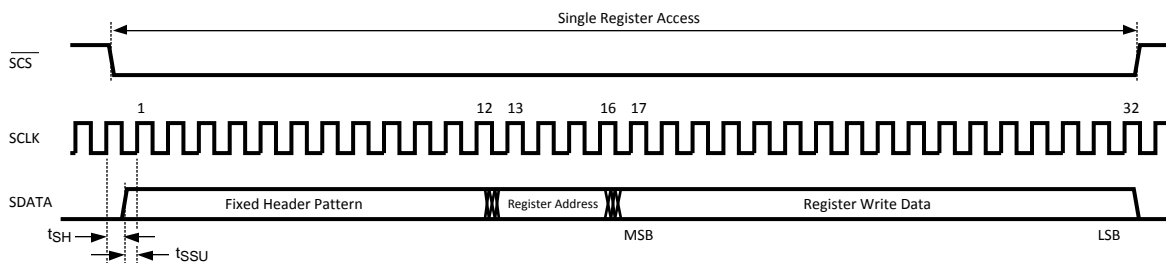 Single Register Access
SCS
1 12 13 16 17 32
SCLK
SDATA
Fixed Header Pattern Register Address Register Write Data
tSH MSB LSB
tSSU